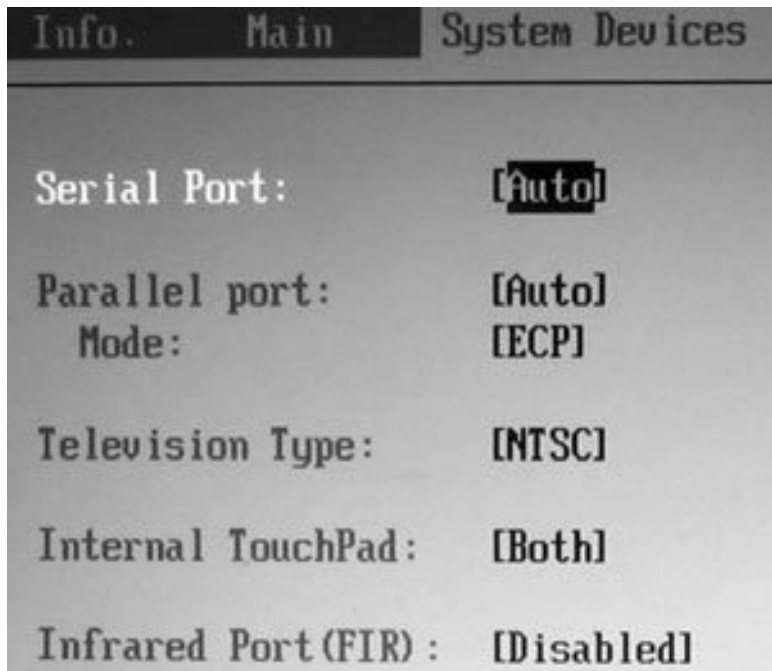 Info. Main System Devices
Serial Port: [Auto]
Parallel port: [Auto]
Mode: [ECP]
Television Type: [NTSC]
Internal TouchPad: [Both]
Infrared Port(FIR): [Disabled]